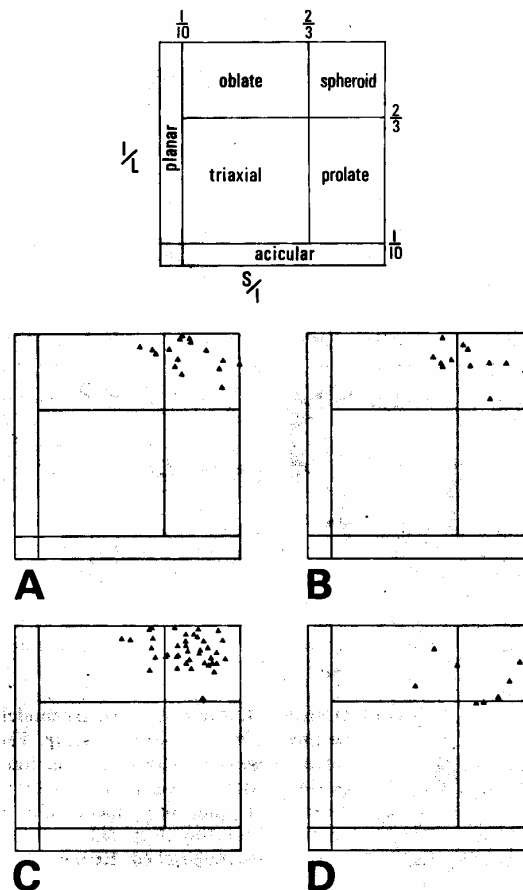 1/10 2/3
oblate spheroid
2/3
I/L planar
triaxial prolate
1/10
acicular
S/I
A B
C D